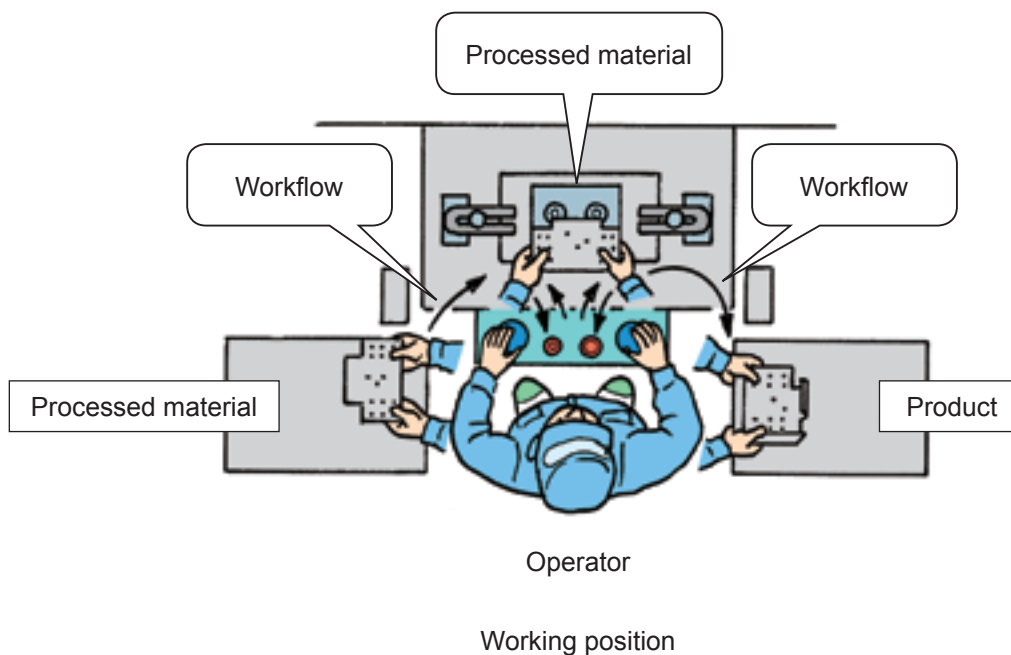 Processed material
Workflow
Workflow
Processed material
Product
Operator
Working position